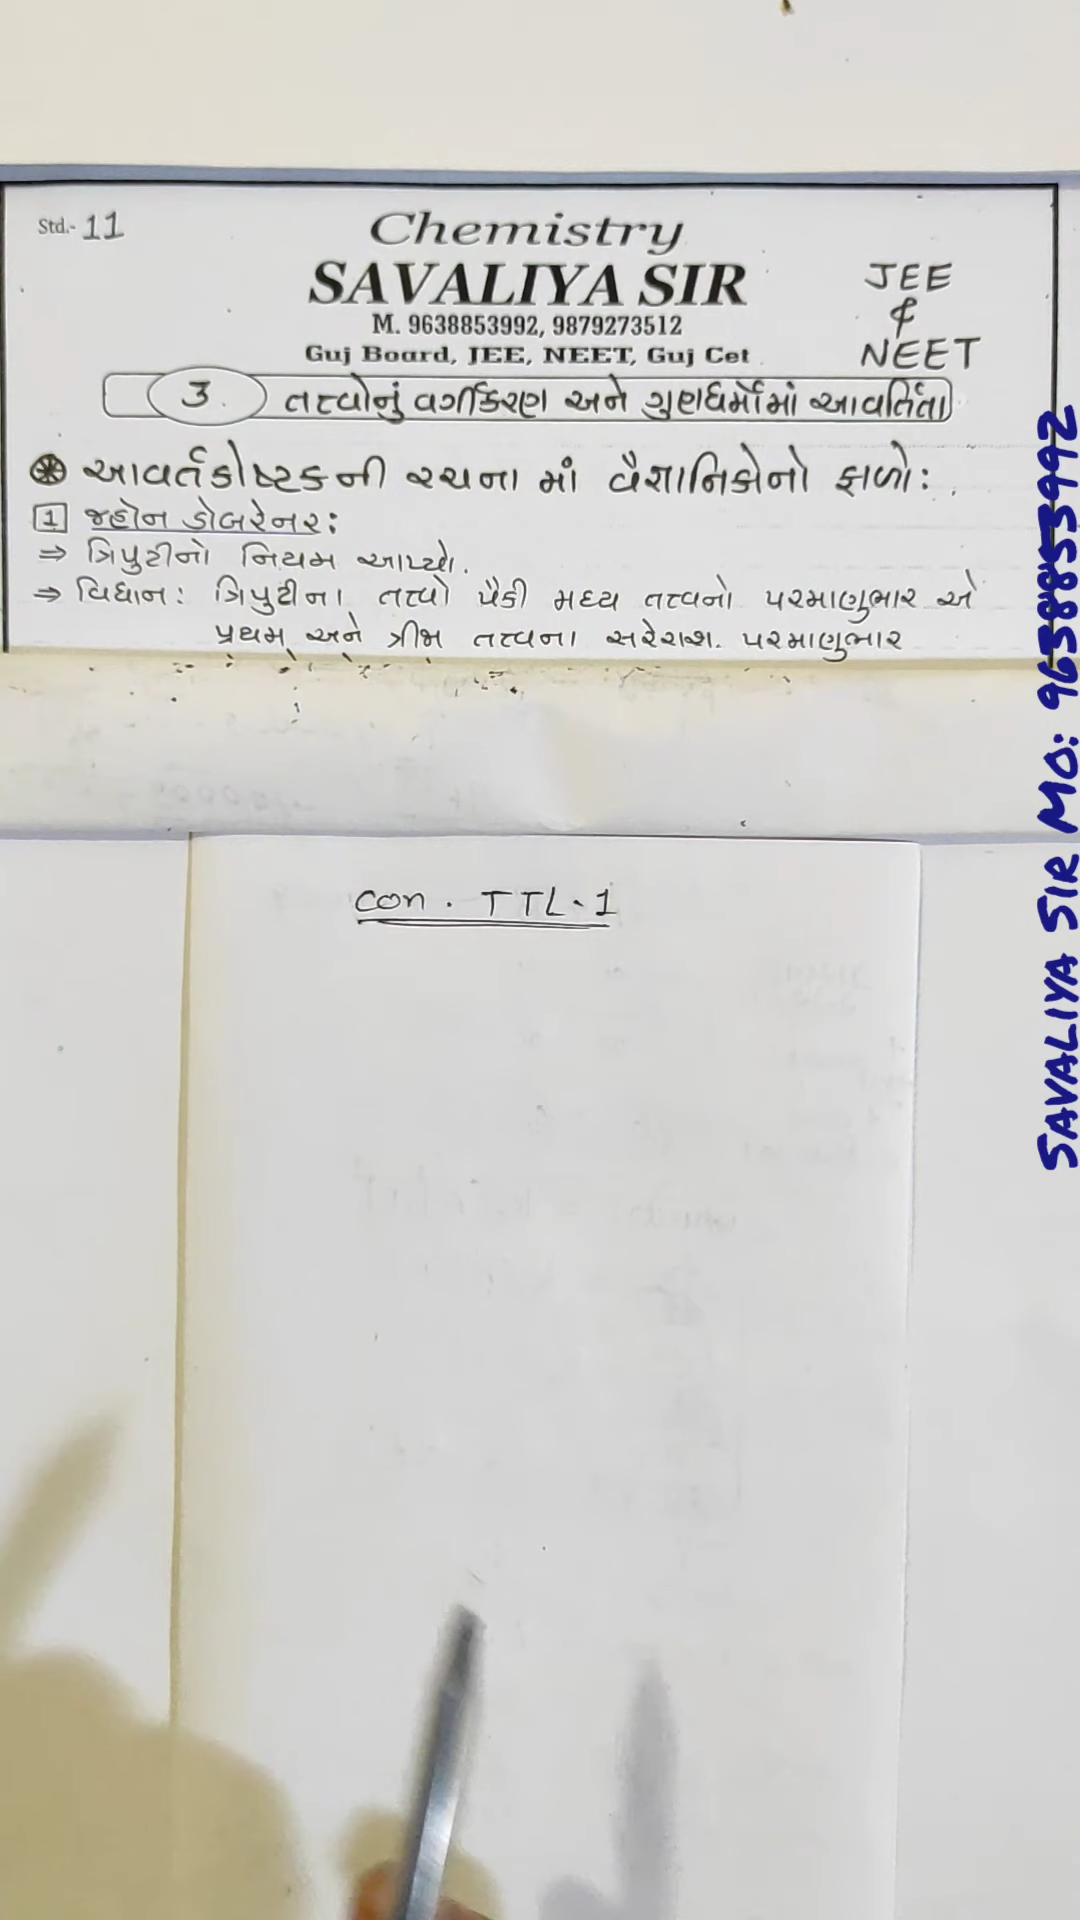 Std.- 11
Chemistry
SAVALIYA SIR
M. 9638853992, 9879273512
Guj Board, JEE, NEET, Guj Cet
JEE
&
NEET
3. તત્ત્વોનું વર્ગીકરણ અને ગુણધર્મોમાં આવર્તિતા
⊛ આવર્તકોષ્ટકની રચના માં વૈજ્ઞાનિકોનો ફાળો:
1 જ્હોન ડોબરેનર:
⇒ ત્રિપુટીનો નિયમ આપ્યો.
⇒ વિધાન: ત્રિપુટીના તત્વો પૈકી મધ્ય તત્વનો પરમાણુભાર એ
પ્રથમ અને ત્રીજા તત્વના સરેરાશ. પરમાણુભાર
con. TTL-1
SAVALIYA SIR MO: 9638853992